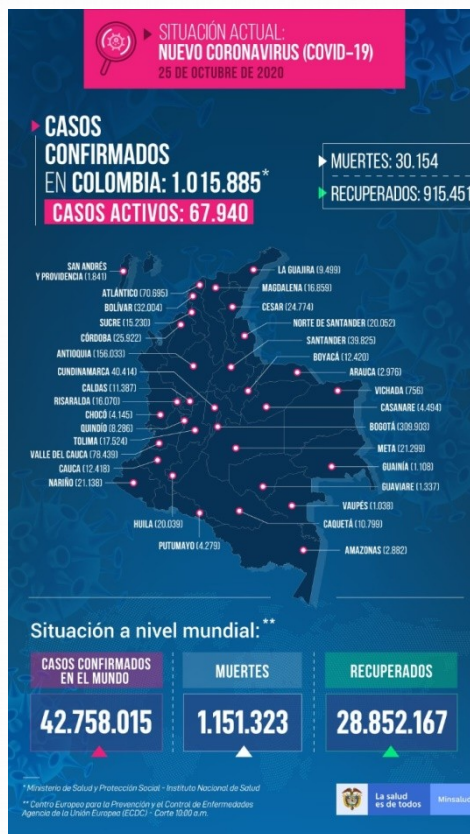 SITUACIÓN ACTUAL:
NUEVO CORONAVIRUS (COVID-19)
25 DE OCTUBRE DE 2020
CASOS
CONFIRMADOS
EN COLOMBIA: 1.015.885*
CASOS ACTIVOS: 67.940
MUERTES: 30.154
RECUPERADOS: 915.451
SAN ANDRÉS
Y PROVIDENCIA (1.841)
ATLÁNTICO (70.695)
BOLÍVAR (32.004)
SUCRE (15.230)
CÓRDOBA (25.922)
ANTIOQUIA (156.033)
CUNDINAMARCA 40.414)
CALDAS (11.387)
RISARALDA (16.070)
CHOCÓ (4.145)
QUINDÍO (8.286)
TOLIMA (17.524)
VALLE DEL CAUCA (78.439)
CAUCA (12.418)
NARIÑO (21.138)
HUILA (20.039)
PUTUMAYO (4.279)
LA GUAJIRA (9.499)
MAGDALENA (16.859)
CESAR (24.774)
NORTE DE SANTANDER (20.052)
SANTANDER (39.825)
BOYACÁ (12.420)
ARAUCA (2.976)
VICHADA (756)
CASANARE (4.494)
BOGOTÁ (309.903)
META (21.299)
GUAINÍA (1.108)
GUAVIARE (1.337)
VAUPÉS (1.038)
CAQUETÁ (10.799)
AMAZONAS (2.882)
Situación a nivel mundial:**
CASOS CONFIRMADOS
EN EL MUNDO
42.758.015
MUERTES
1.151.323
RECUPERADOS
28.852.167
* Ministerio de Salud y Protección Social - Instituto Nacional de Salud
** Centro Europeo para la Prevención y el Control de Enfermedades
Agencia de la Unión Europea (ECDC) - Corte 10:00 a.m.
La salud
es de todos
Minsalud